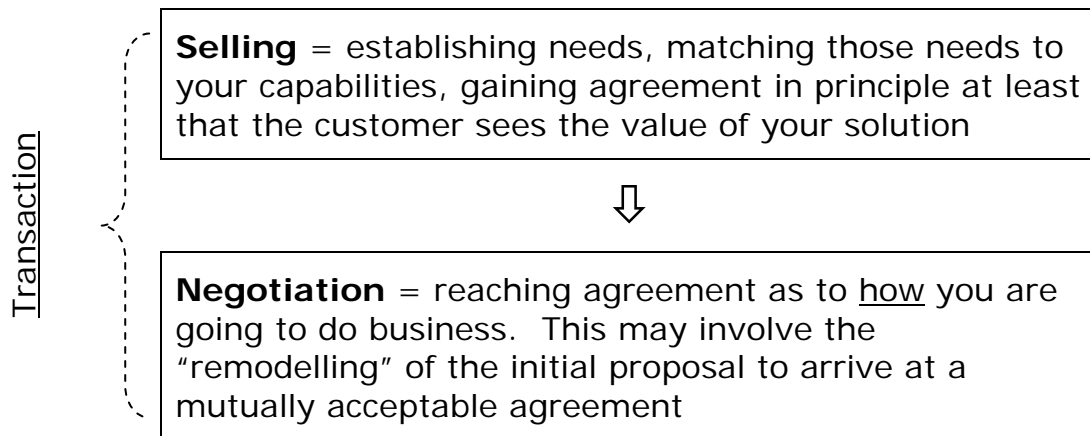 Transaction
Selling = establishing needs, matching those needs to
your capabilities, gaining agreement in principle at least
that the customer sees the value of your solution
Negotiation = reaching agreement as to how you are
going to do business.  This may involve the
“remodelling” of the initial proposal to arrive at a
mutually acceptable agreement